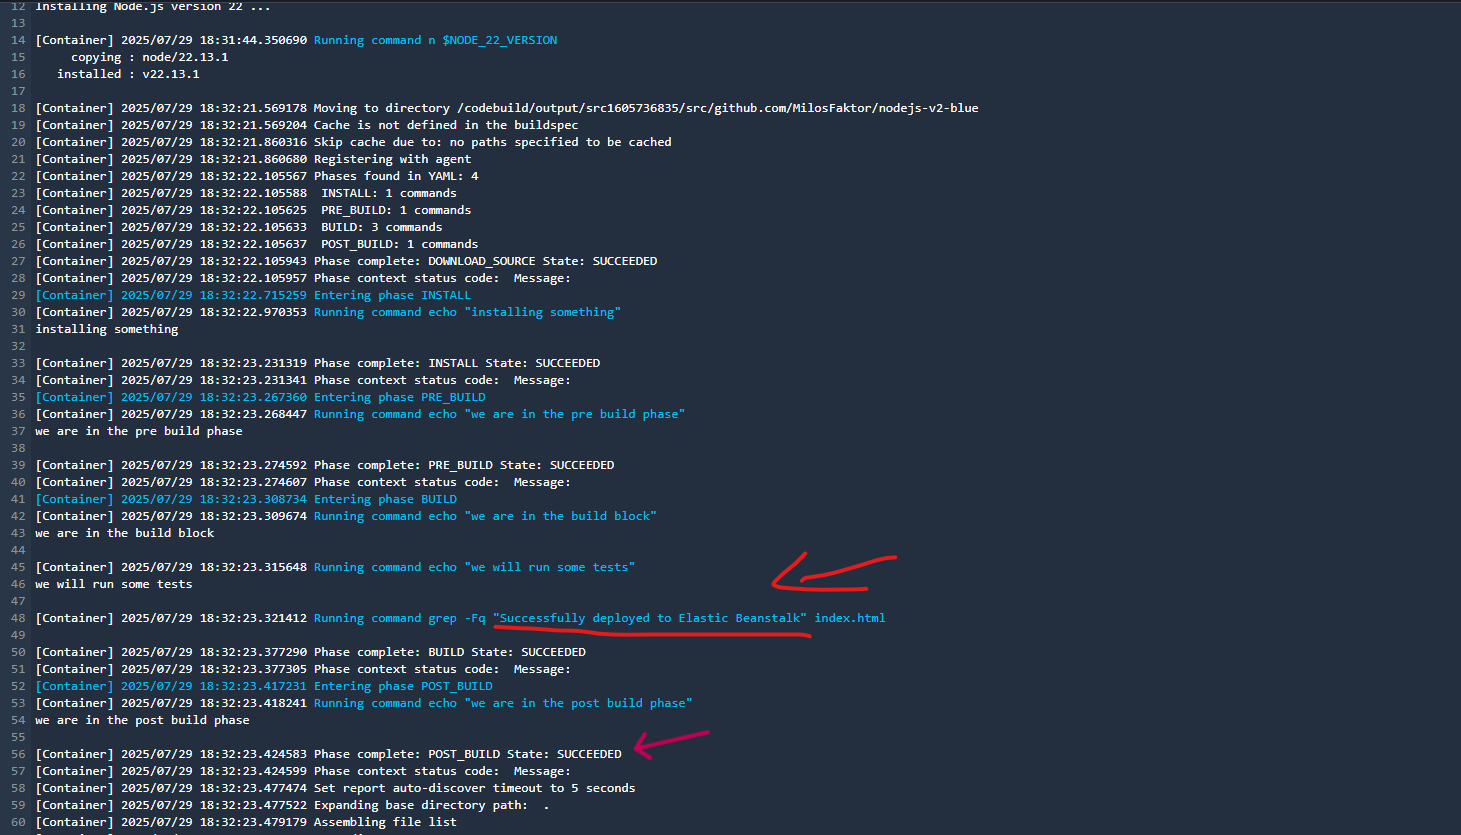 12 Installing Node.js version 22 ...
13
14 [Container] 2025/07/29 18:31:44.350690 Running command n $NODE_22_VERSION
15 copying : node/22.13.1
16 installed : v22.13.1
17
18 [Container] 2025/07/29 18:32:21.569178 Moving to directory /codebuild/output/src1605736835/src/github.com/MilosFaktor/nodejs-v2-blue
19 [Container] 2025/07/29 18:32:21.569204 Cache is not defined in the buildspec
20 [Container] 2025/07/29 18:32:21.860316 Skip cache due to: no paths specified to be cached
21 [Container] 2025/07/29 18:32:21.860680 Registering with agent
22 [Container] 2025/07/29 18:32:22.105567 Phases found in YAML: 4
23 [Container] 2025/07/29 18:32:22.105588 INSTALL: 1 commands
24 [Container] 2025/07/29 18:32:22.105625 PRE_BUILD: 1 commands
25 [Container] 2025/07/29 18:32:22.105633 BUILD: 3 commands
26 [Container] 2025/07/29 18:32:22.105637 POST_BUILD: 1 commands
27 [Container] 2025/07/29 18:32:22.105943 Phase complete: DOWNLOAD_SOURCE State: SUCCEEDED
28 [Container] 2025/07/29 18:32:22.105957 Phase context status code: Message:
29 [Container] 2025/07/29 18:32:22.715259 Entering phase INSTALL
30 [Container] 2025/07/29 18:32:22.970353 Running command echo "installing something"
31 installing something
32
33 [Container] 2025/07/29 18:32:23.231319 Phase complete: INSTALL State: SUCCEEDED
34 [Container] 2025/07/29 18:32:23.231341 Phase context status code: Message:
35 [Container] 2025/07/29 18:32:23.267360 Entering phase PRE_BUILD
36 [Container] 2025/07/29 18:32:23.268447 Running command echo "we are in the pre build phase"
37 we are in the pre build phase
38
39 [Container] 2025/07/29 18:32:23.274592 Phase complete: PRE_BUILD State: SUCCEEDED
40 [Container] 2025/07/29 18:32:23.274607 Phase context status code: Message:
41 [Container] 2025/07/29 18:32:23.308734 Entering phase BUILD
42 [Container] 2025/07/29 18:32:23.309674 Running command echo "we are in the build block"
43 we are in the build block
44
45 [Container] 2025/07/29 18:32:23.315648 Running command echo "we will run some tests"
46 we will run some tests
47
48 [Container] 2025/07/29 18:32:23.321412 Running command grep -Fq "Successfully deployed to Elastic Beanstalk" index.html
49
50 [Container] 2025/07/29 18:32:23.377290 Phase complete: BUILD State: SUCCEEDED
51 [Container] 2025/07/29 18:32:23.377305 Phase context status code: Message:
52 [Container] 2025/07/29 18:32:23.417231 Entering phase POST_BUILD
53 [Container] 2025/07/29 18:32:23.418241 Running command echo "we are in the post build phase"
54 we are in the post build phase
55
56 [Container] 2025/07/29 18:32:23.424583 Phase complete: POST_BUILD State: SUCCEEDED
57 [Container] 2025/07/29 18:32:23.424599 Phase context status code: Message:
58 [Container] 2025/07/29 18:32:23.477474 Set report auto-discover timeout to 5 seconds
59 [Container] 2025/07/29 18:32:23.477522 Expanding base directory path: .
60 [Container] 2025/07/29 18:32:23.479179 Assembling file list